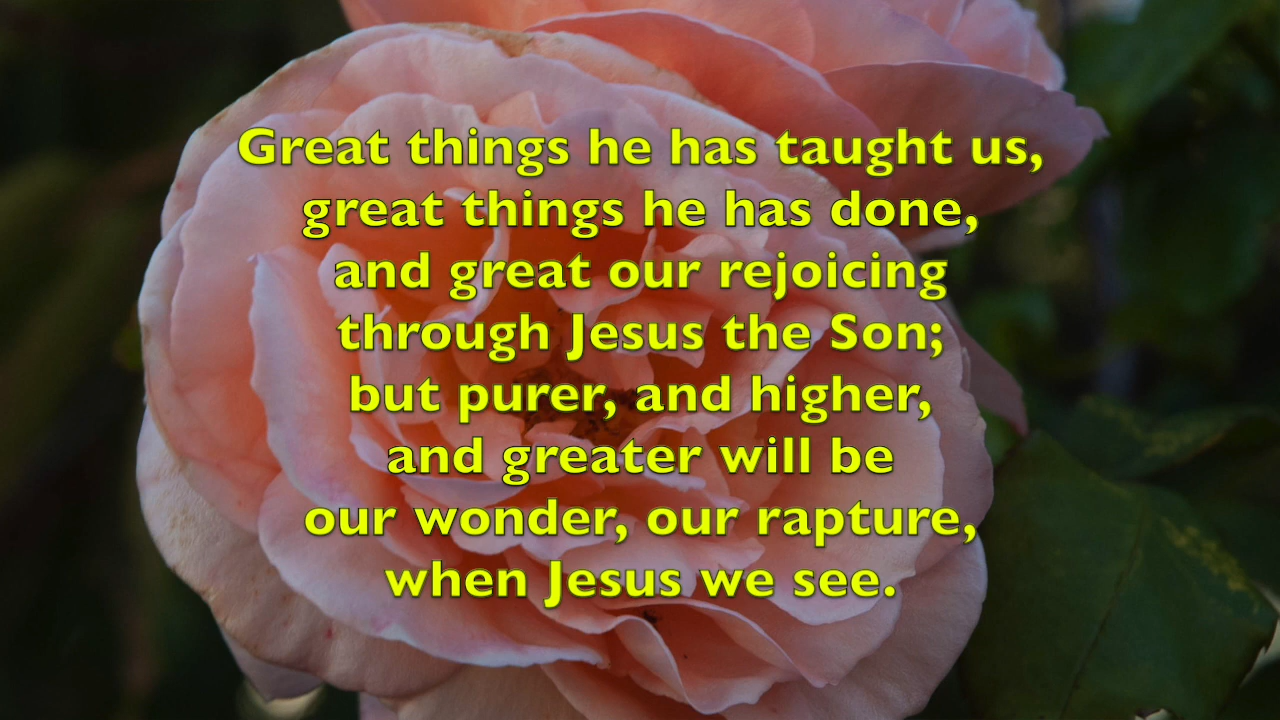 Great things he has taught us,
great things he has done,
and great our rejoicing
through Jesus the Son;
but purer, and higher,
and greater will be
our wonder, our rapture,
when Jesus we see.